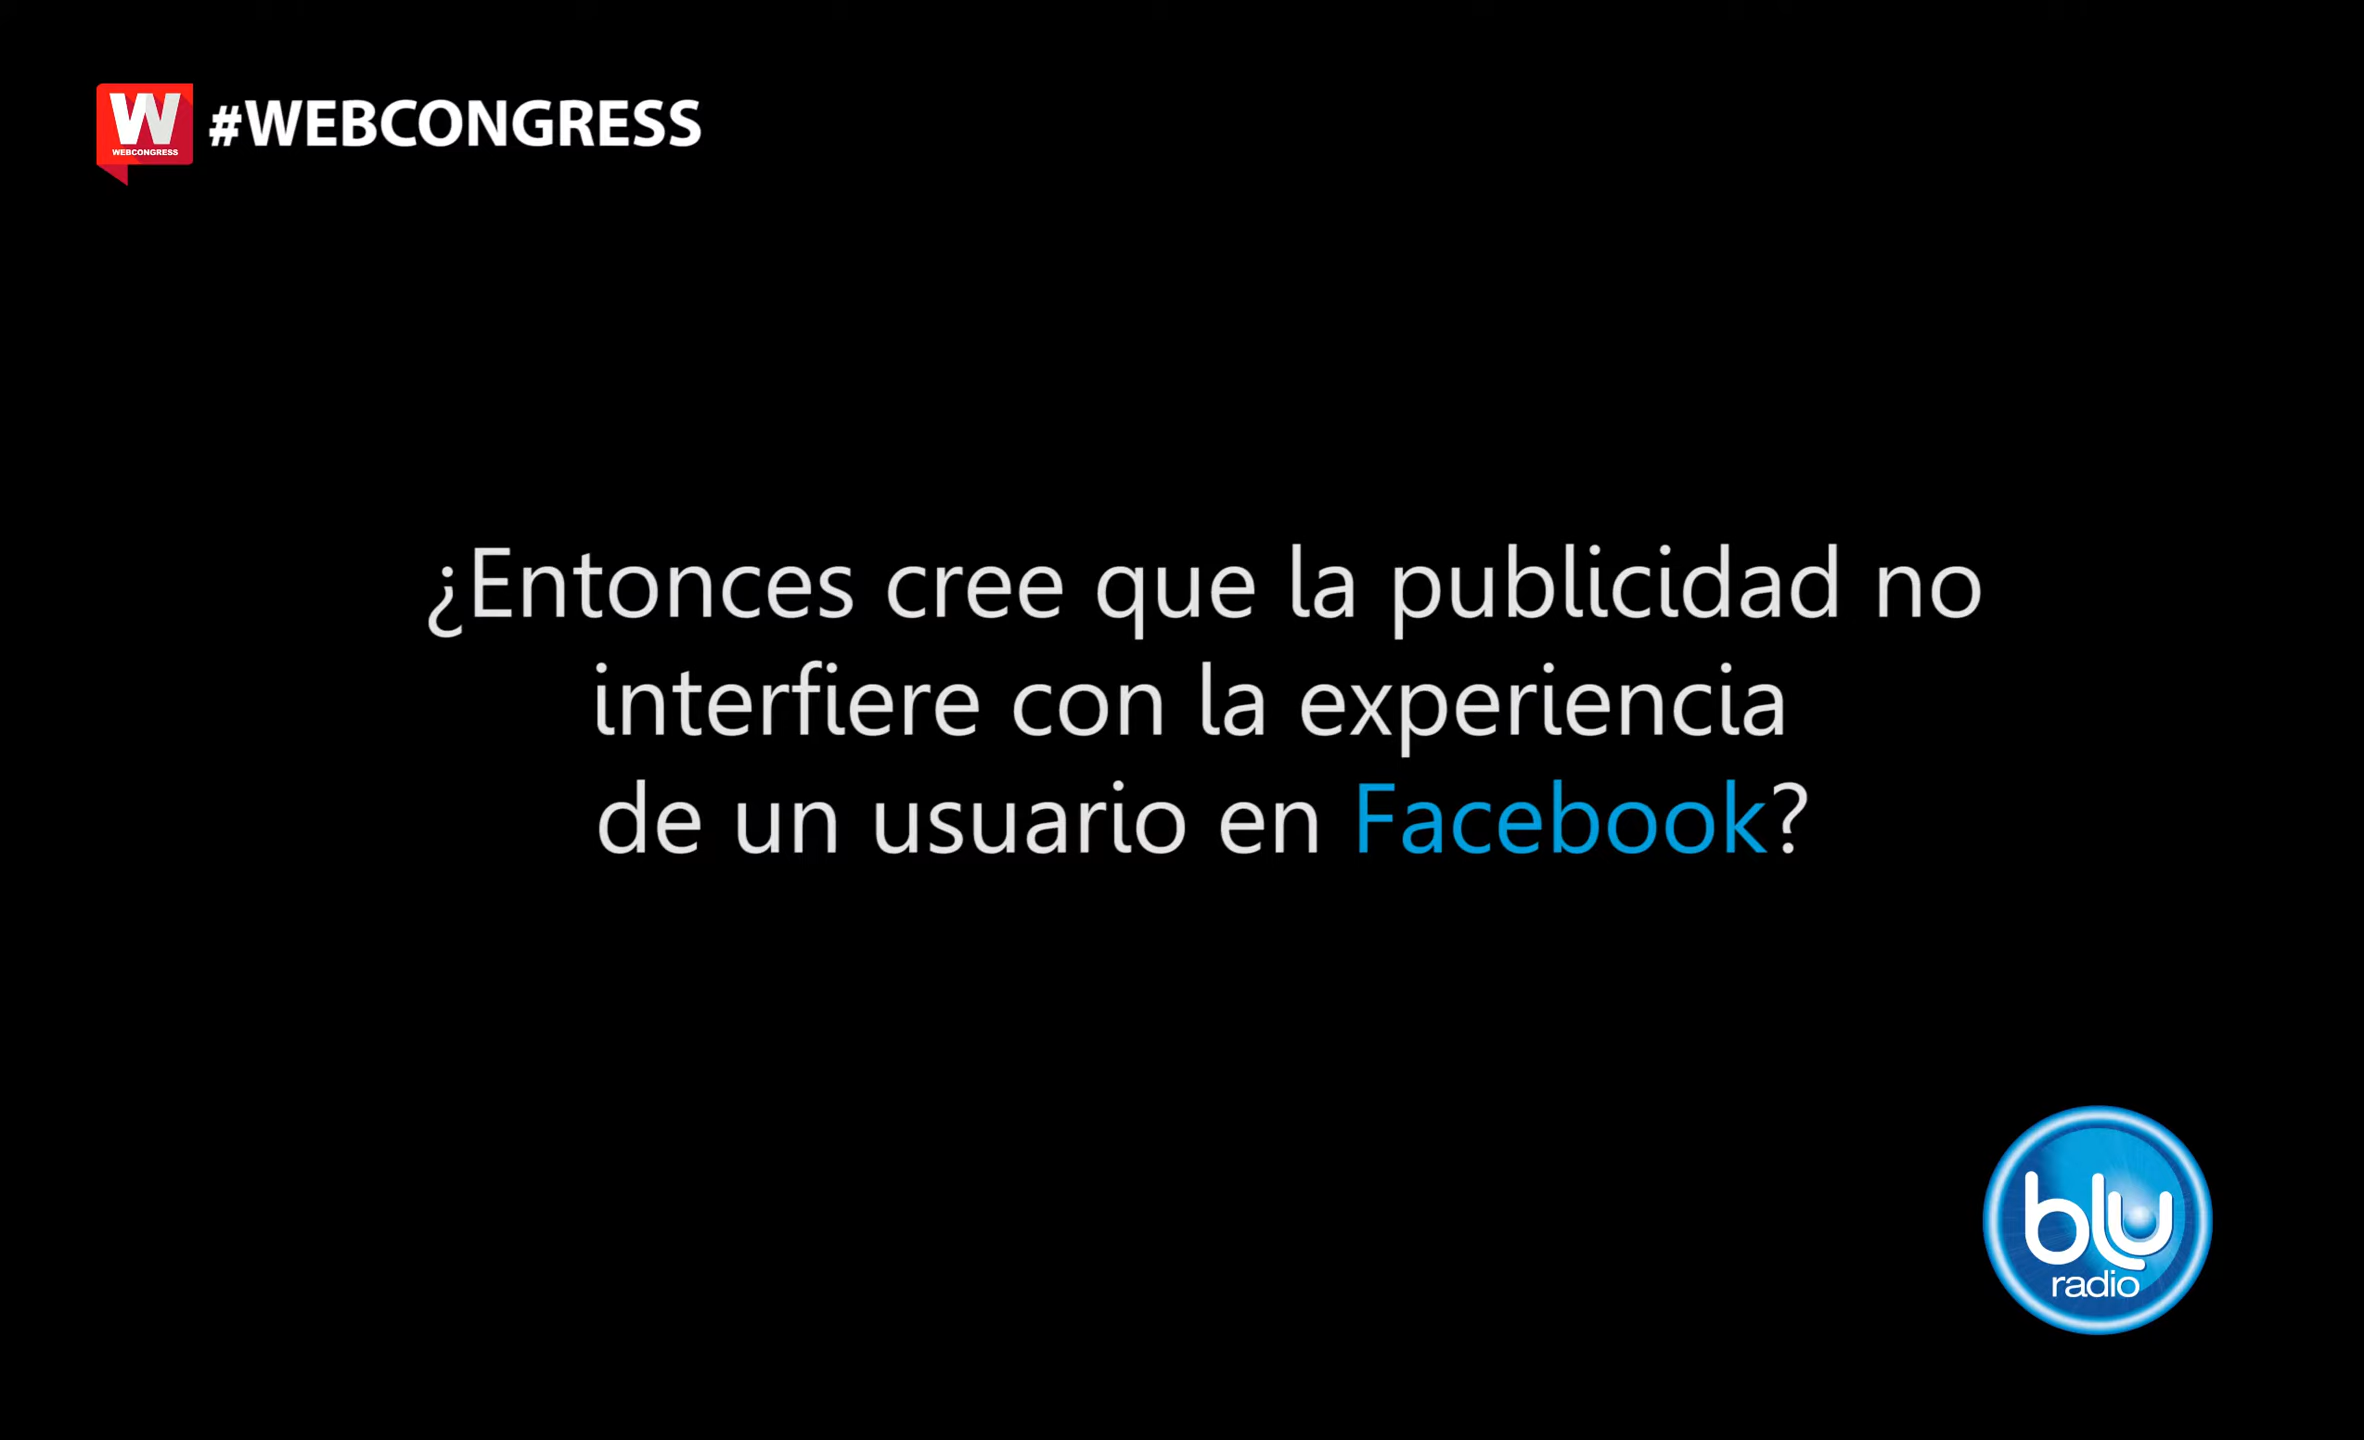 W
WEBCONGRESS
#WEBCONGRESS
¿Entonces cree que la publicidad no
interfiere con la experiencia
de un usuario en Facebook?
blu
radio